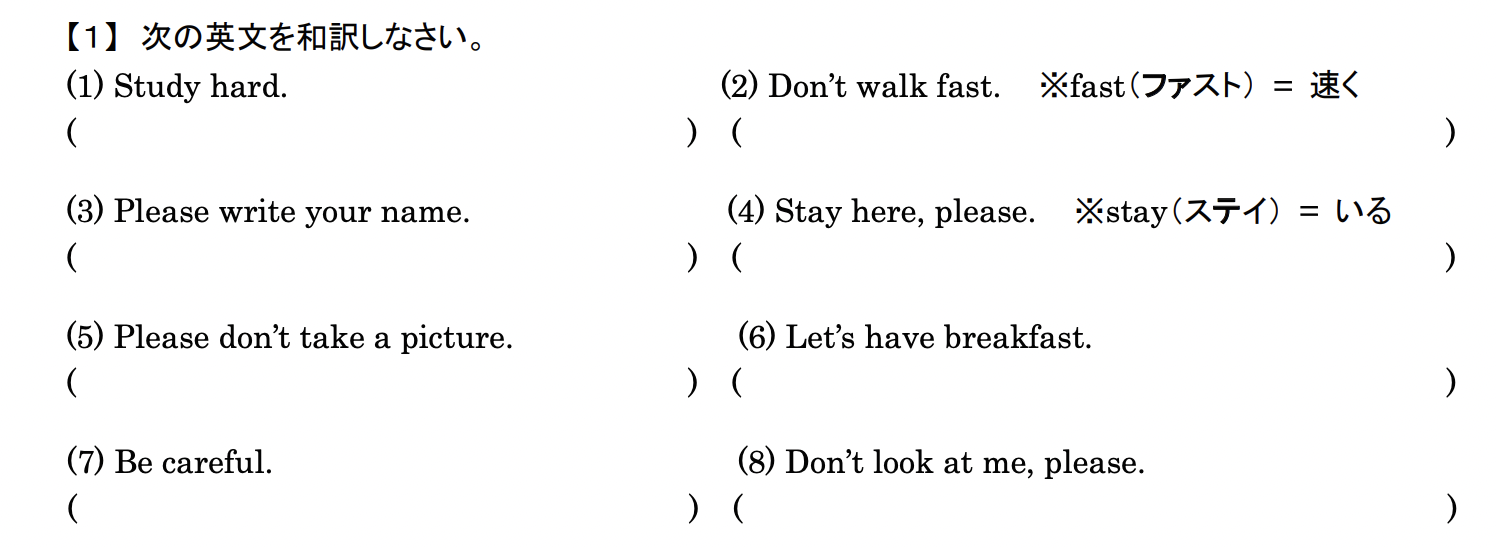 【１】 次の英文を和訳しなさい。
(1) Study hard. (2) Don't walk fast. ※fast（ファスト） = 速く
( ) ( )
(3) Please write your name. (4) Stay here, please. ※stay（ステイ） = いる
( ) ( )
(5) Please don't take a picture. (6) Let's have breakfast.
( ) ( )
(7) Be careful. (8) Don't look at me, please.
( ) ( )